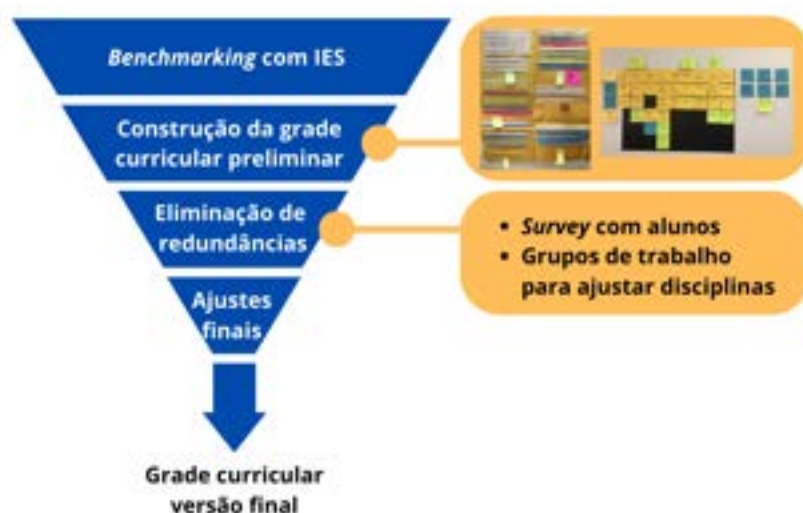 Benchmarking com IES
Construção da grade
curricular preliminar
Eliminação de
redundâncias
Ajustes
finais
Grade curricular
versão final
• Survey com alunos
• Grupos de trabalho
para ajustar disciplinas